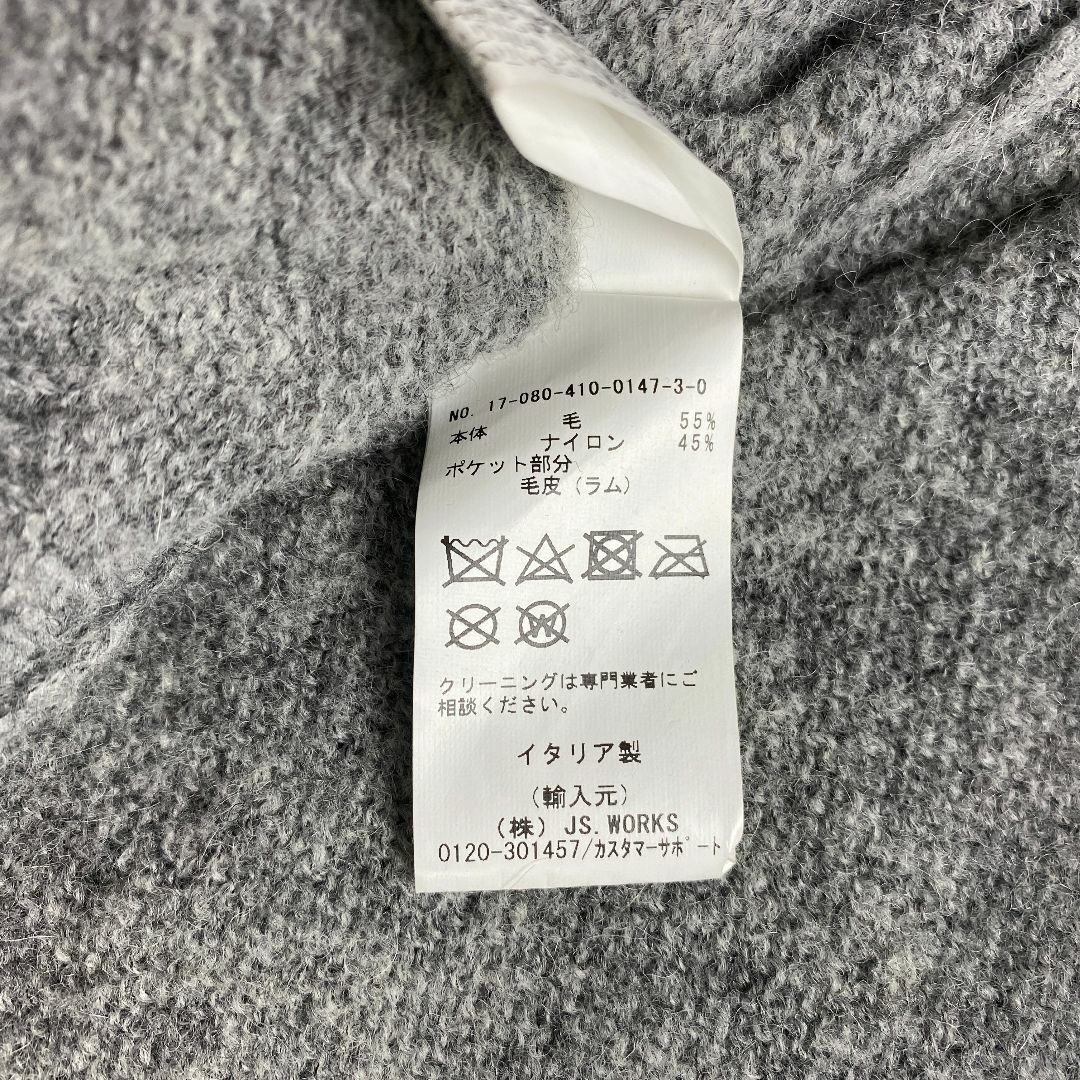 NO. 17-080-410-0147-3-0
本体 毛 55%
ナイロン 45%
ポケット部分
毛皮(ラム)
W
クリーニングは専門業者にご
相談ください。
イタリア製
(輸入元)
(株) JS.WORKS
0120-301457/カスタマーサポート